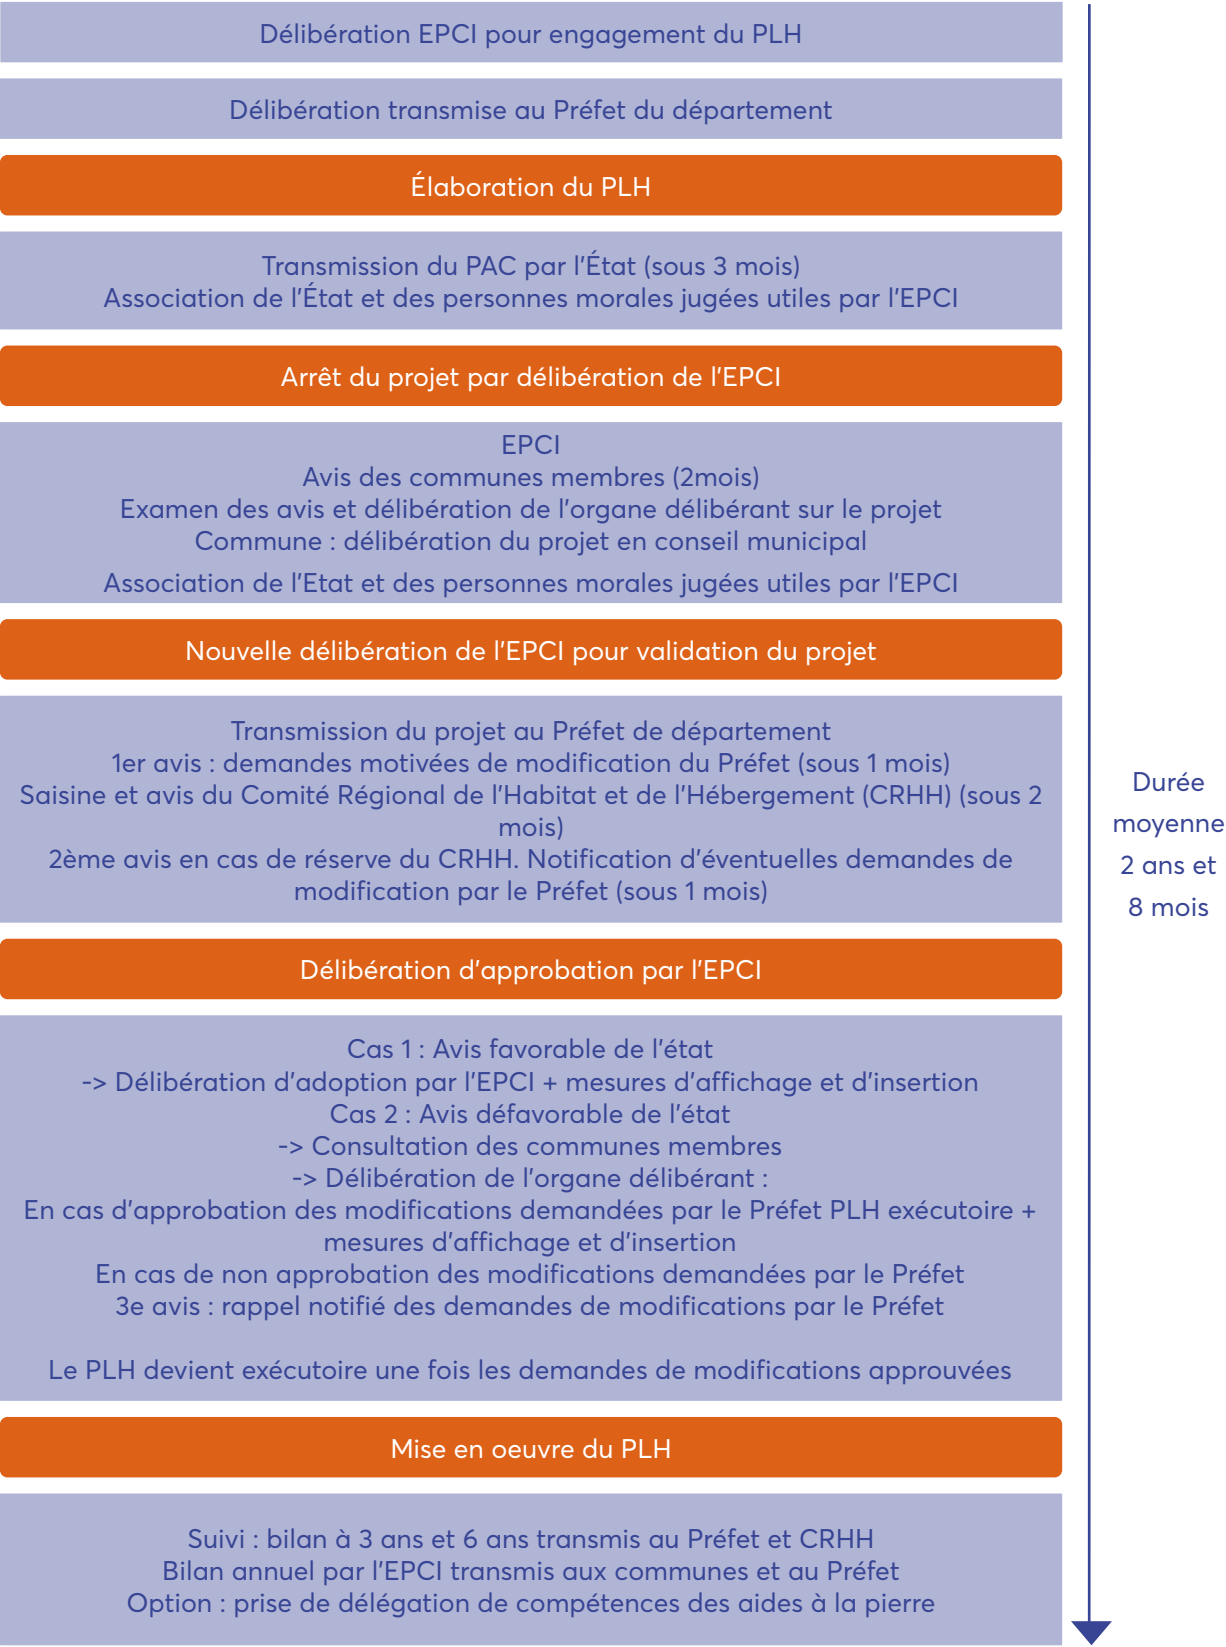 Délibération EPCI pour engagement du PLH
Délibération transmise au Préfet du département
Élaboration du PLH
Transmission du PAC par l'État (sous 3 mois)
Association de l'État et des personnes morales jugées utiles par l'EPCI
Arrêt du projet par délibération de l'EPCI
EPCI
Avis des communes membres (2mois)
Examen des avis et délibération de l'organe délibérant sur le projet
Commune : délibération du projet en conseil municipal
Association de l'Etat et des personnes morales jugées utiles par l'EPCI
Nouvelle délibération de l'EPCI pour validation du projet
Transmission du projet au Préfet de département
1er avis : demandes motivées de modification du Préfet (sous 1 mois)
Saisine et avis du Comité Régional de l'Habitat et de l'Hébergement (CRHH) (sous 2
mois)
2ème avis en cas de réserve du CRHH. Notification d'éventuelles demandes de
modification par le Préfet (sous 1 mois)
Délibération d'approbation par l'EPCI
Cas 1 : Avis favorable de l'état
-> Délibération d'adoption par l'EPCI + mesures d'affichage et d'insertion
Cas 2 : Avis défavorable de l'état
-> Consultation des communes membres
-> Délibération de l'organe délibérant :
En cas d'approbation des modifications demandées par le Préfet PLH exécutoire +
mesures d'affichage et d'insertion
En cas de non approbation des modifications demandées par le Préfet
3e avis : rappel notifié des demandes de modifications par le Préfet
Le PLH devient exécutoire une fois les demandes de modifications approuvées
Mise en oeuvre du PLH
Suivi : bilan à 3 ans et 6 ans transmis au Préfet et CRHH
Bilan annuel par l'EPCI transmis aux communes et au Préfet
Option : prise de délégation de compétences des aides à la pierre
Durée
moyenne
2 ans et
8 mois